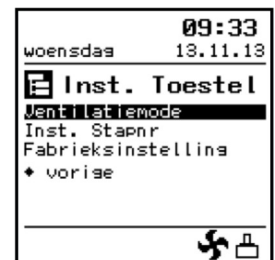 09:33
woensdag 13.11.13
Inst. Toestel
Ventilatiemode
Inst. Stapnr
Fabrieksinstelling
♦ vorige